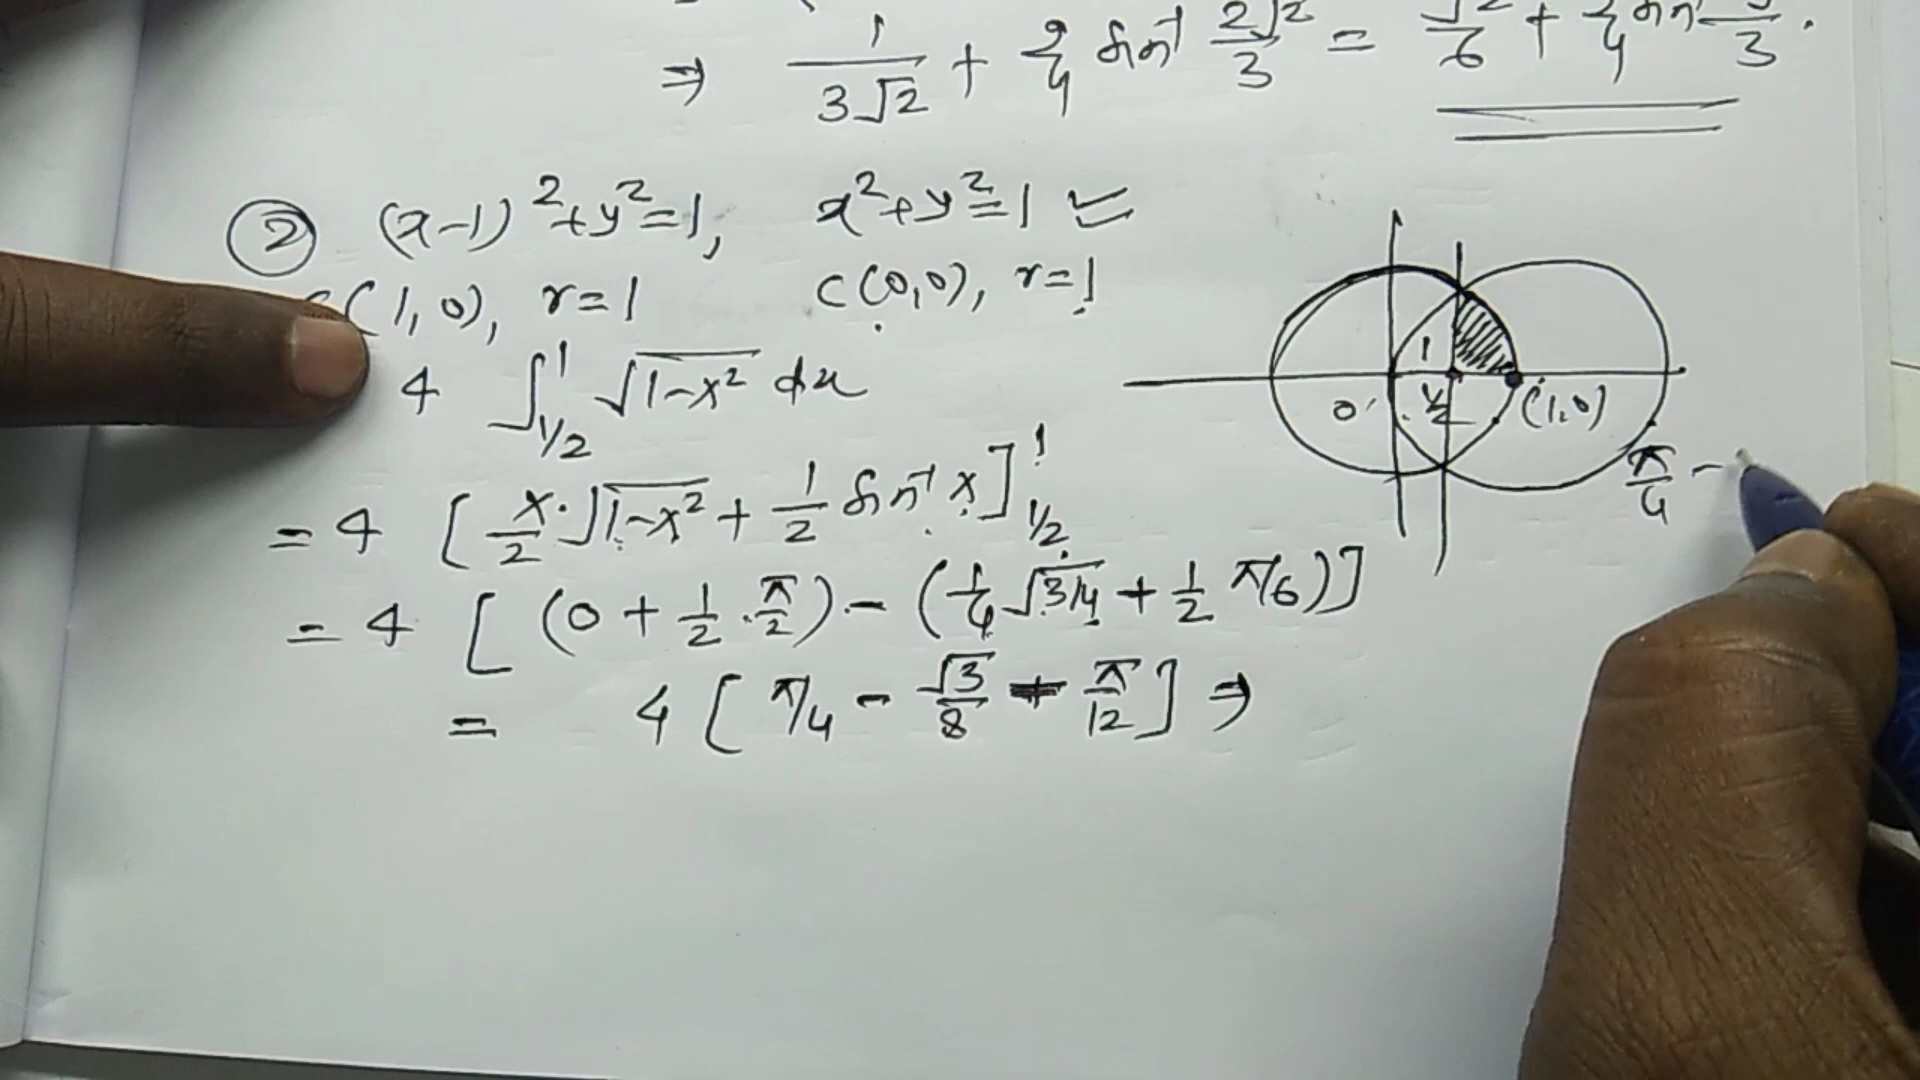 ⇒ 1/(3√2) + 9/4 sin⁻¹ 2√2/3 = √2/6 + 9/4 sin⁻¹ /3.
② (x-1)²+y²=1, x²+y²=1
C(1,0), r=1 C(0,0), r=1
4 ∫_{1/2}^{1} √(1-x²) dx
= 4 [x/2·√(1-x²) + 1/2 sin⁻¹ x]_{1/2}^{1}
= 4 [(0 + 1/2·π/2) - (1/4 √(3/4) + 1/2 π/6)]
= 4 [π/4 - √3/8 - π/12] ⇒
1
0 1/2 (1,0)
π/4 -